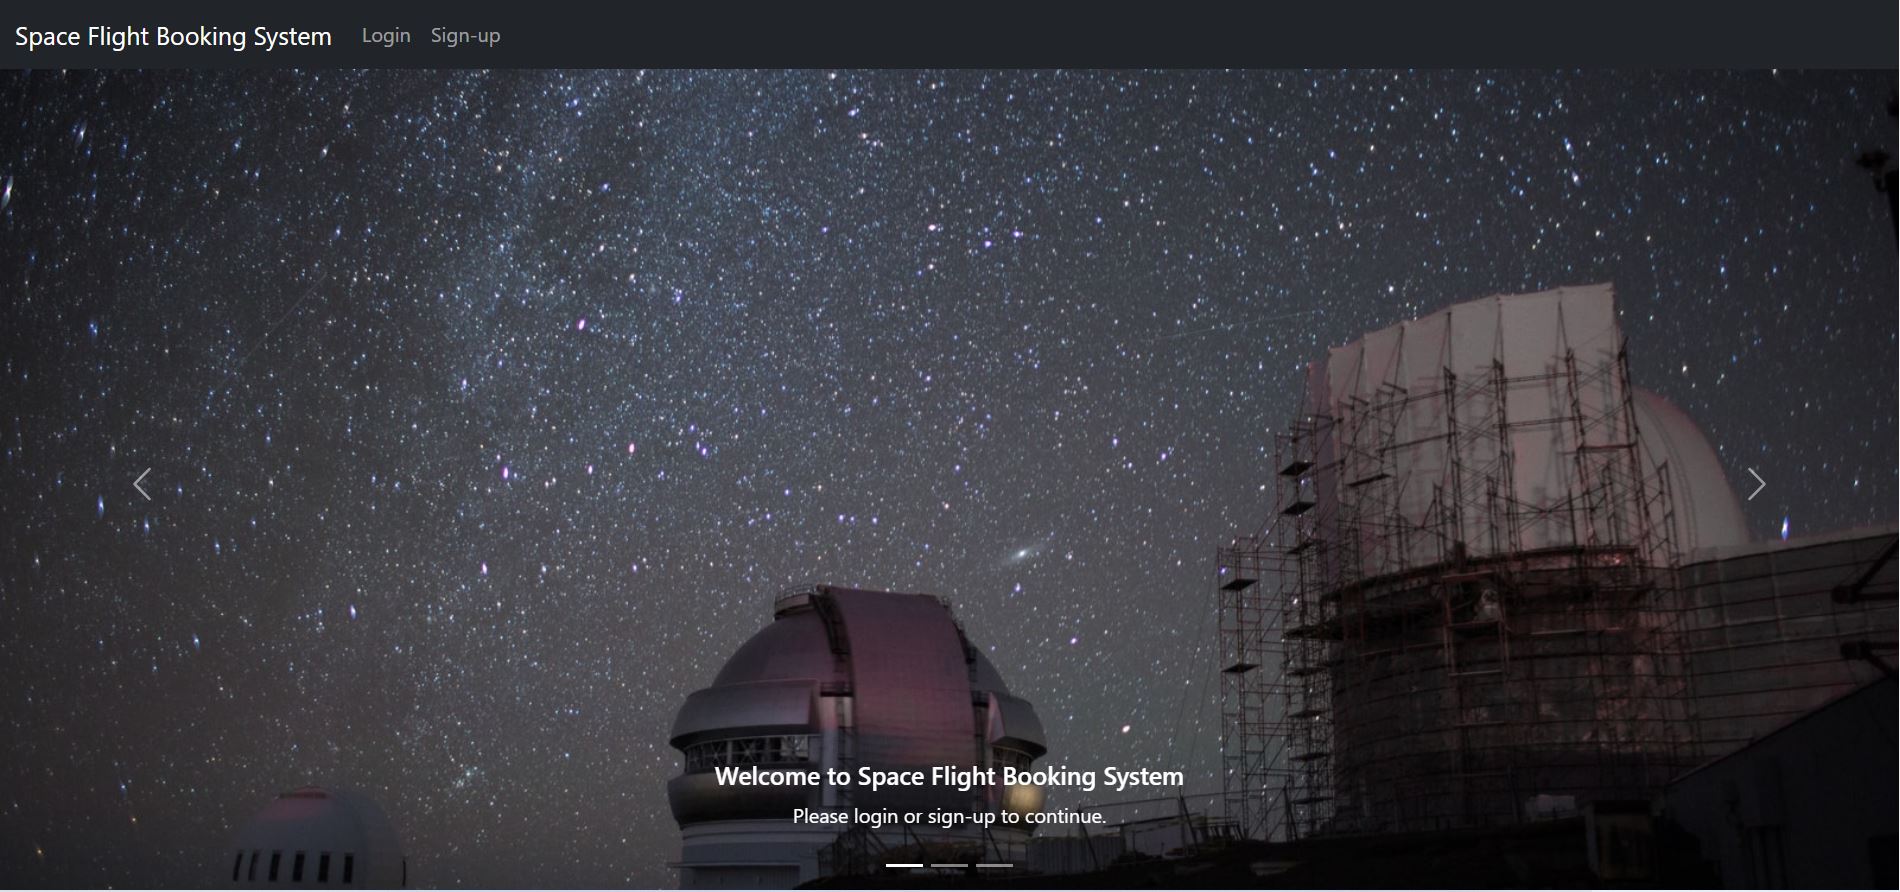 Space Flight Booking System Login Sign-up
Welcome to Space Flight Booking System
Please login or sign-up to continue.